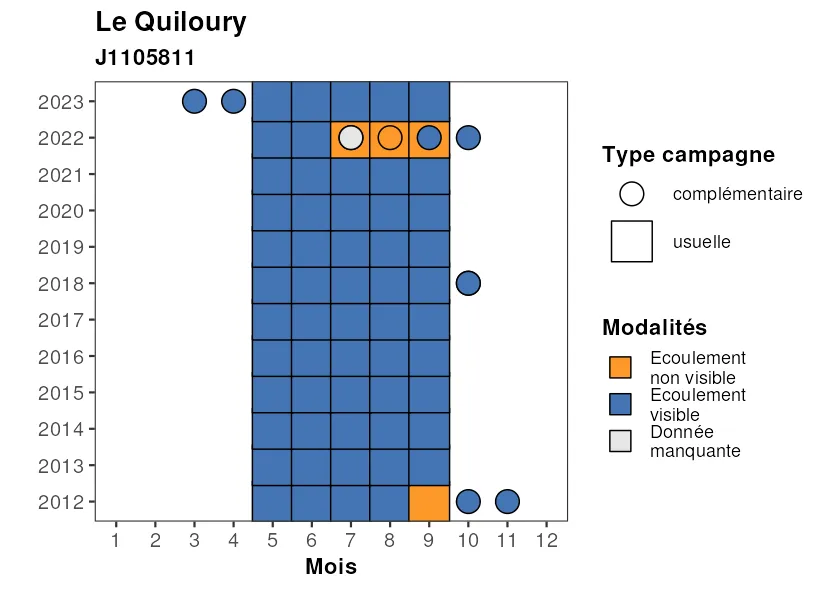 Le Quiloury
J1105811
2023
2022
2021
2020
2019
2018
2017
2016
2015
2014
2013
2012
1 2 3 4 5 6 7 8 9 10 11 12
Mois
Type campagne
complémentaire
usuelle
Modalités
Ecoulement
non visible
Ecoulement
visible
Donnée
manquante